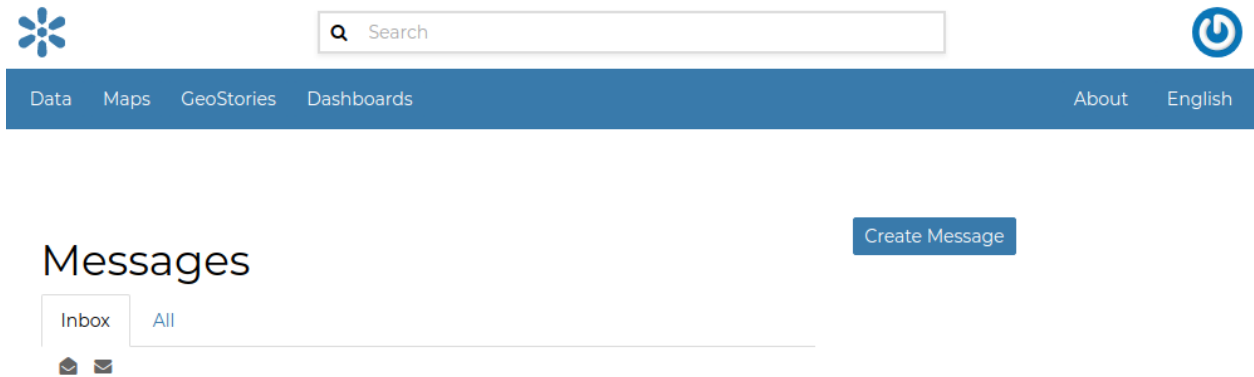 Search
Data Maps GeoStories Dashboards About English
Create Message
Messages
Inbox All